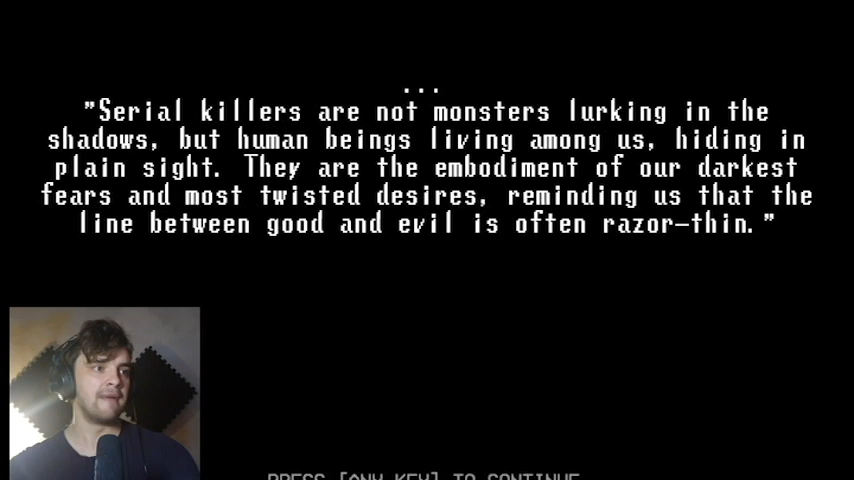 ...
"Serial killers are not monsters lurking in the
shadows, but human beings living among us, hiding in
plain sight. They are the embodiment of our darkest
fears and most twisted desires, reminding us that the
line between good and evil is often razor-thin."
PRESS [ANY KEY] TO CONTINUE